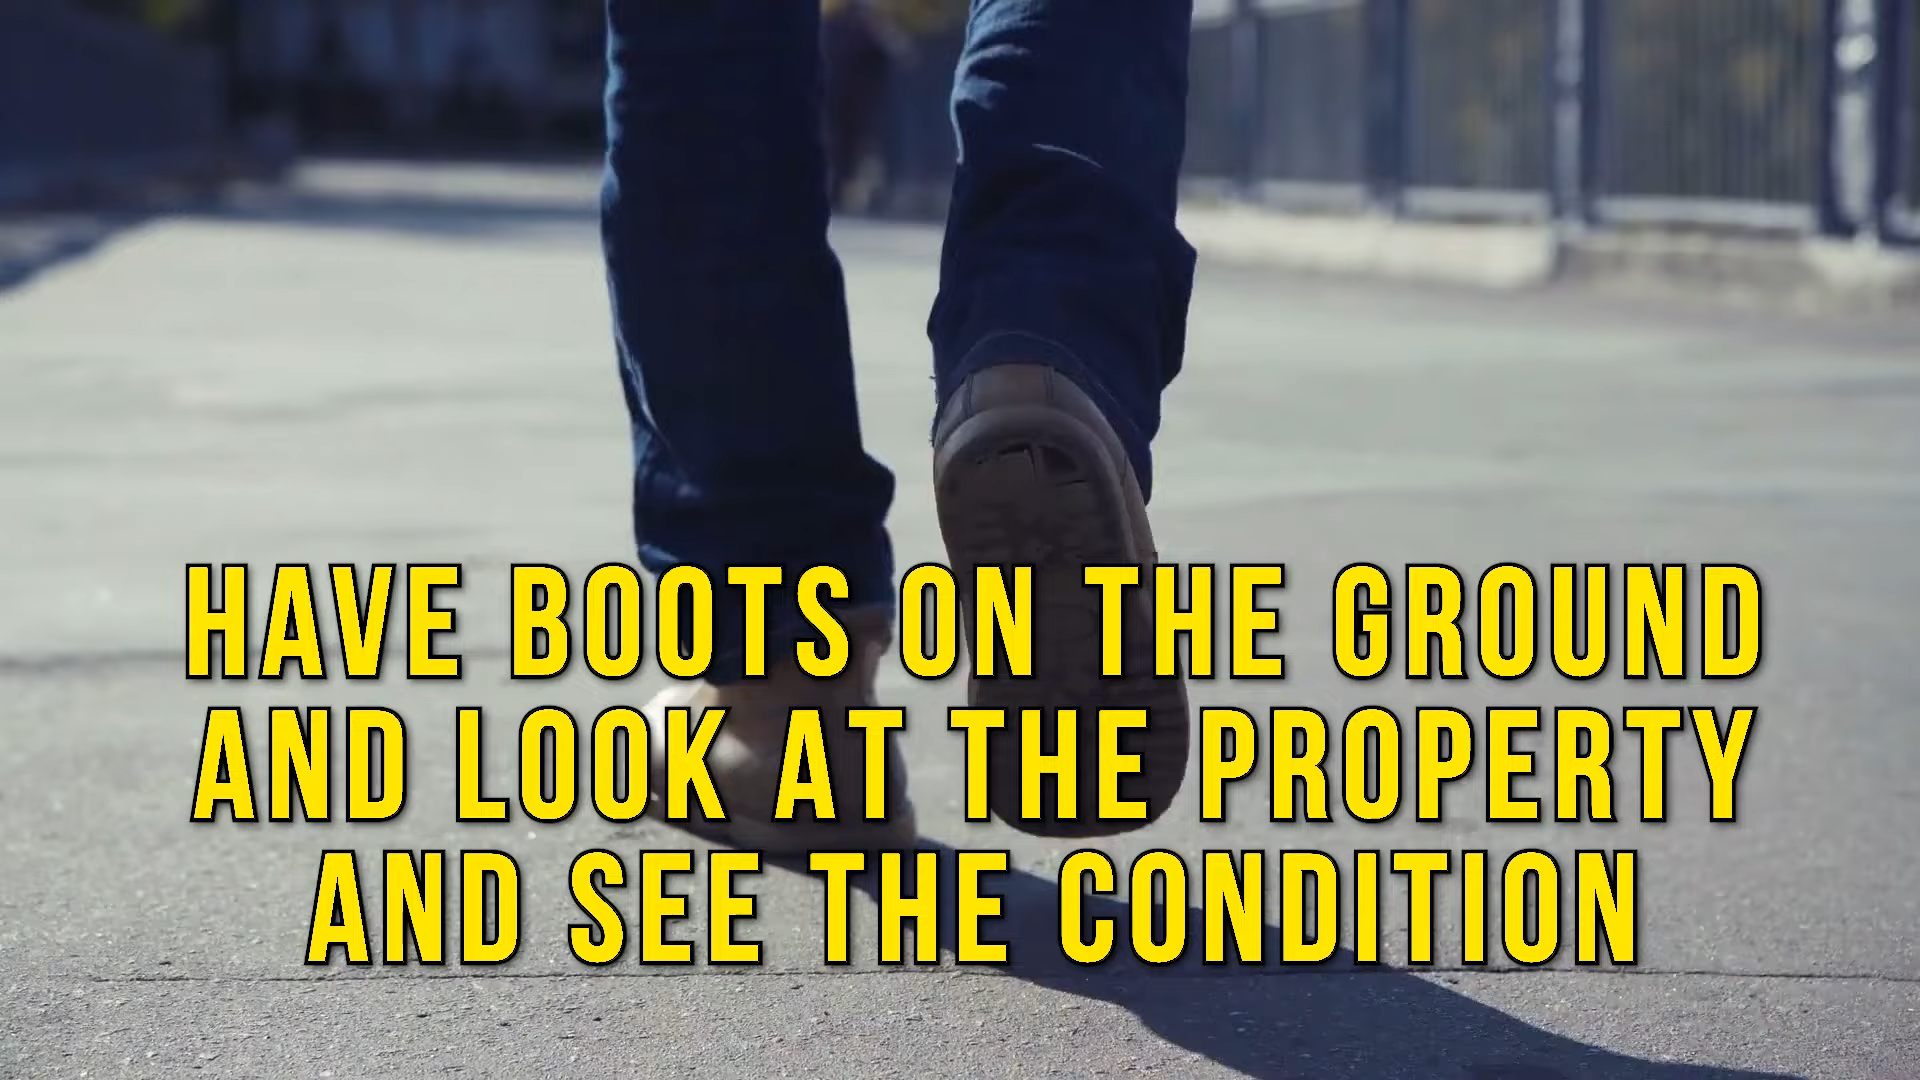 HAVE BOOTS ON THE GROUND
AND LOOK AT THE PROPERTY
AND SEE THE CONDITION